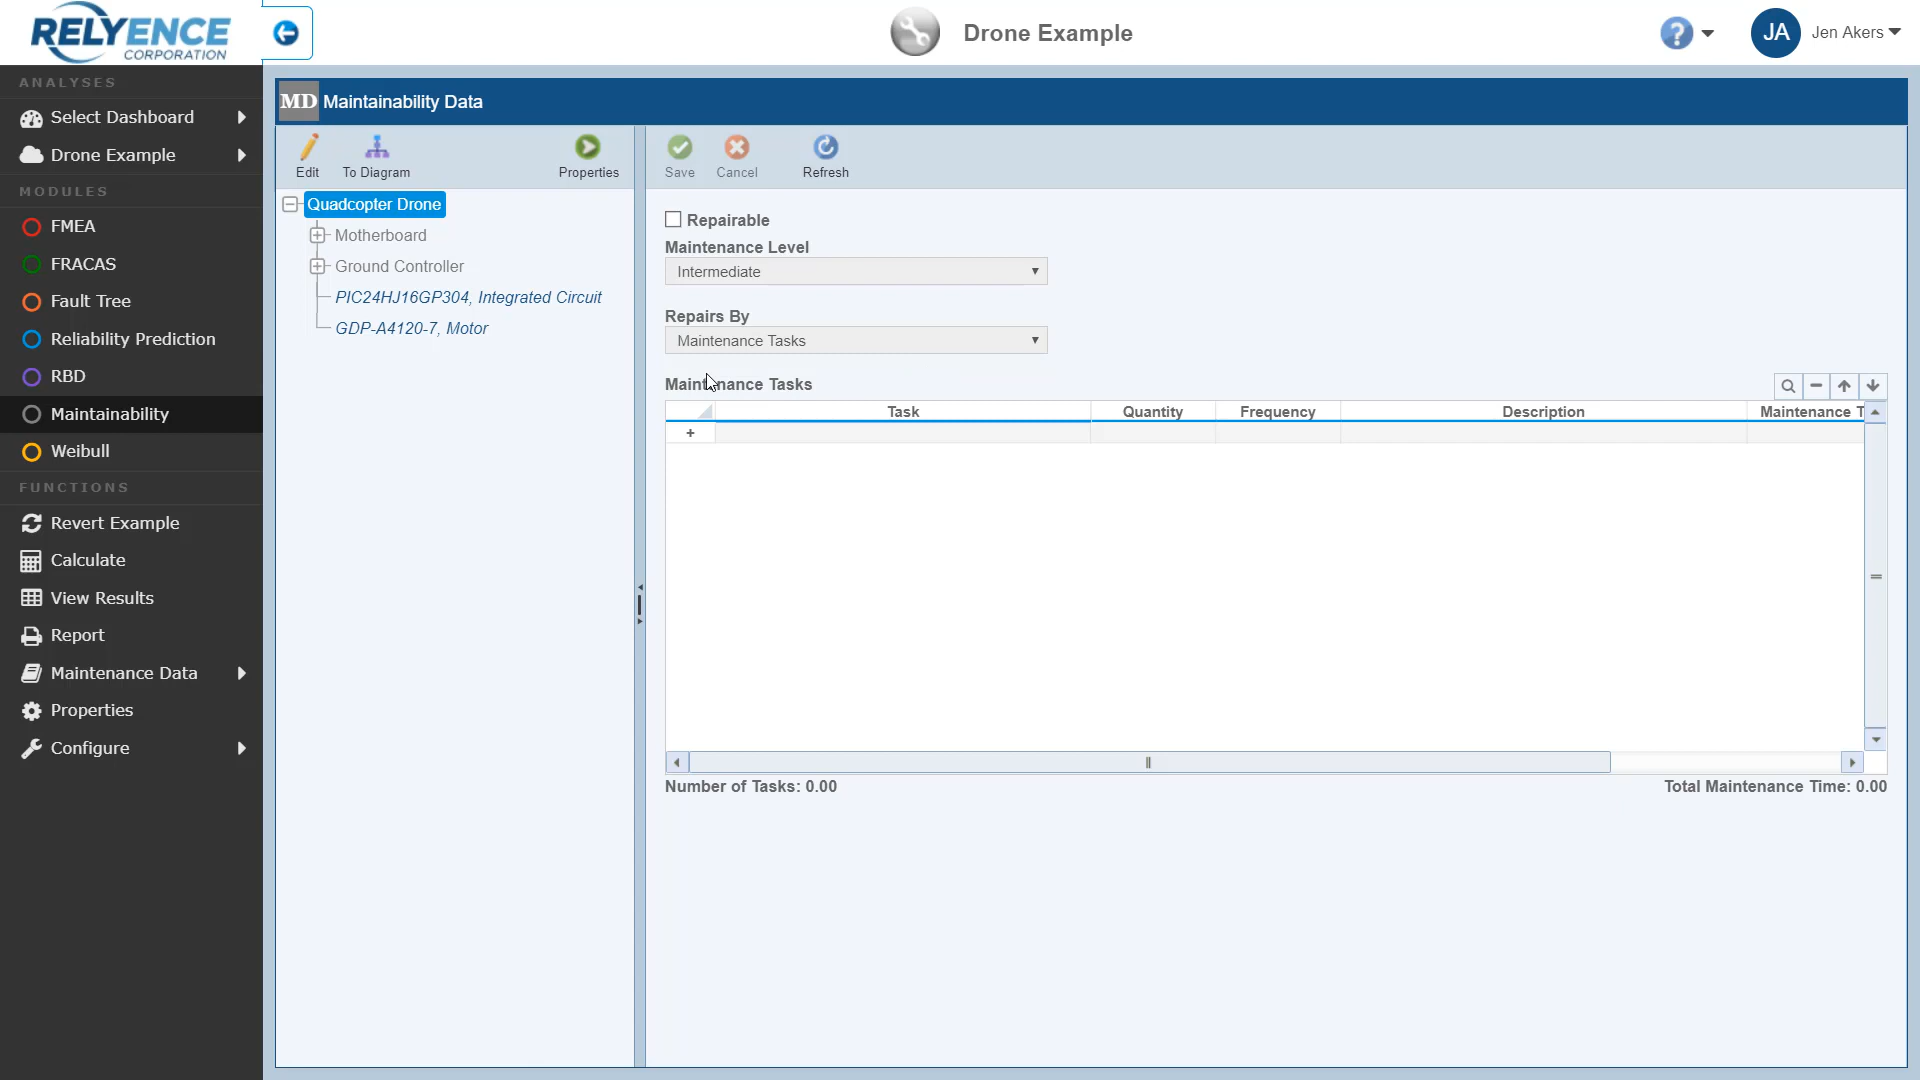 RELYENCE
CORPORATION
Drone Example
?
JA
Jen Akers
ANALYSES
Select Dashboard
Drone Example
MODULES
FMEA
FRACAS
Fault Tree
Reliability Prediction
RBD
Maintainability
Weibull
FUNCTIONS
Revert Example
Calculate
View Results
Report
Maintenance Data
Properties
Configure
MD Maintainability Data
Edit
To Diagram
Properties
Quadcopter Drone
Motherboard
Ground Controller
PIC24HJ16GP304, Integrated Circuit
GDP-A4120-7, Motor
Save
Cancel
Refresh
Repairable
Maintenance Level
Intermediate
Repairs By
Maintenance Tasks
Maintenance Tasks
Task Quantity Frequency Description Maintenance T
+
Number of Tasks: 0.00
Total Maintenance Time: 0.00